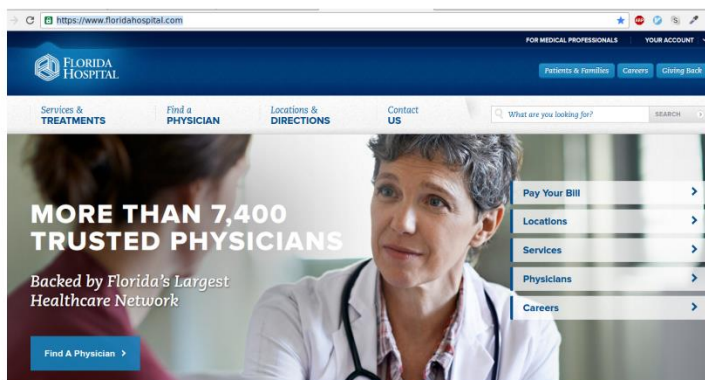 https://www.floridahospital.com
FOR MEDICAL PROFESSIONALS
YOUR ACCOUNT
FLORIDA
HOSPITAL
Patients & Families
Careers
Giving Back
Services &
TREATMENTS
Find a
PHYSICIAN
Locations &
DIRECTIONS
Contact
US
What are you looking for?
SEARCH
MORE THAN 7,400
TRUSTED PHYSICIANS
Backed by Florida's Largest
Healthcare Network
Find A Physician
Pay Your Bill
Locations
Services
Physicians
Careers